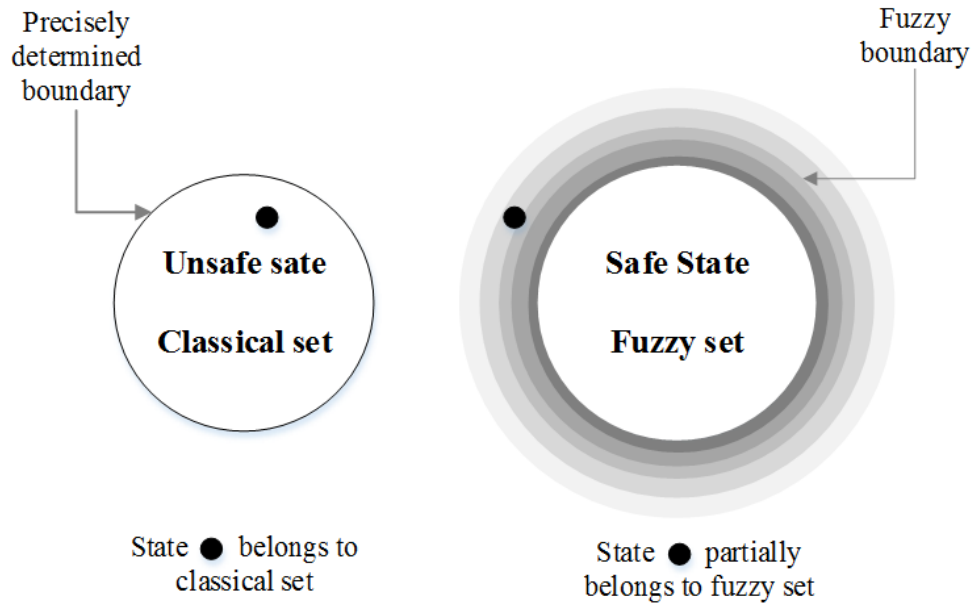 Precisely
determined
boundary
Unsafe sate
Classical set
State ● belongs to
classical set
Fuzzy
boundary
Safe State
Fuzzy set
State ● partially
belongs to fuzzy set